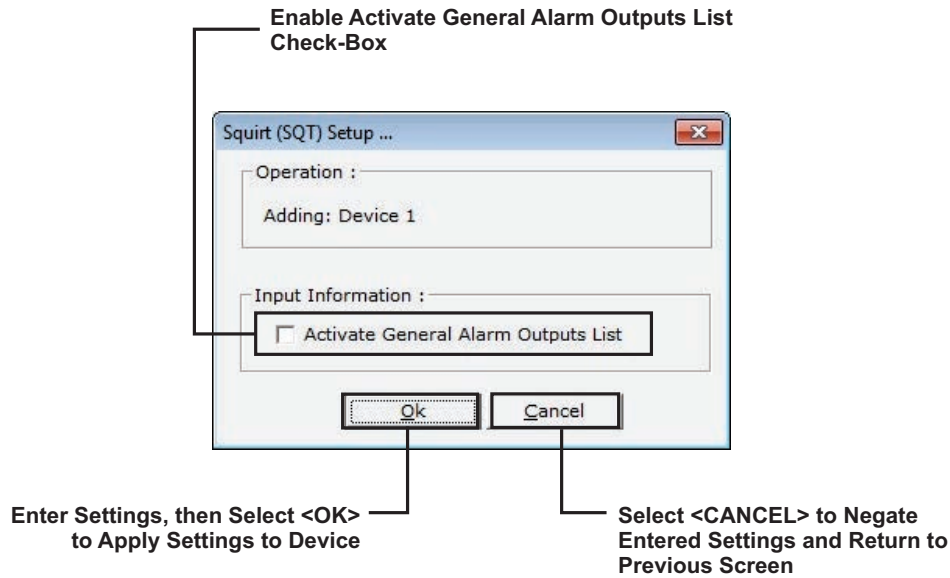 Enable Activate General Alarm Outputs List
Check-Box
Squirt (SQT) Setup ...
Operation :
Adding: Device 1
Input Information :
Activate General Alarm Outputs List
Ok
Cancel
Enter Settings, then Select <OK>
to Apply Settings to Device
Select <CANCEL> to Negate
Entered Settings and Return to
Previous Screen